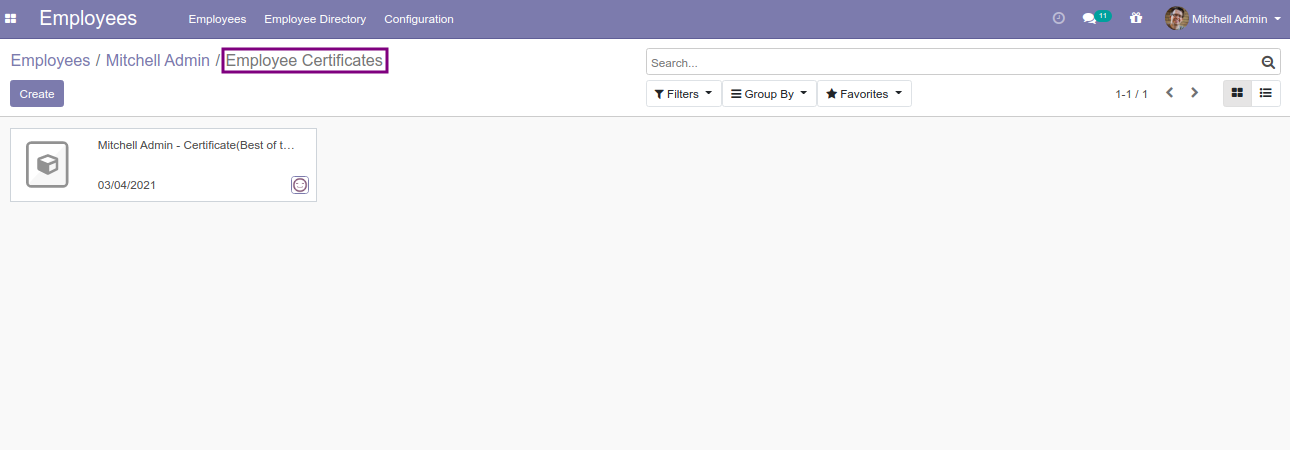 Employees Employees Employee Directory Configuration 11 Mitchell Admin
Employees / Mitchell Admin / Employee Certificates
Search...
Create
Filters Group By Favorites 1-1 / 1
Mitchell Admin - Certificate(Best of t...
03/04/2021